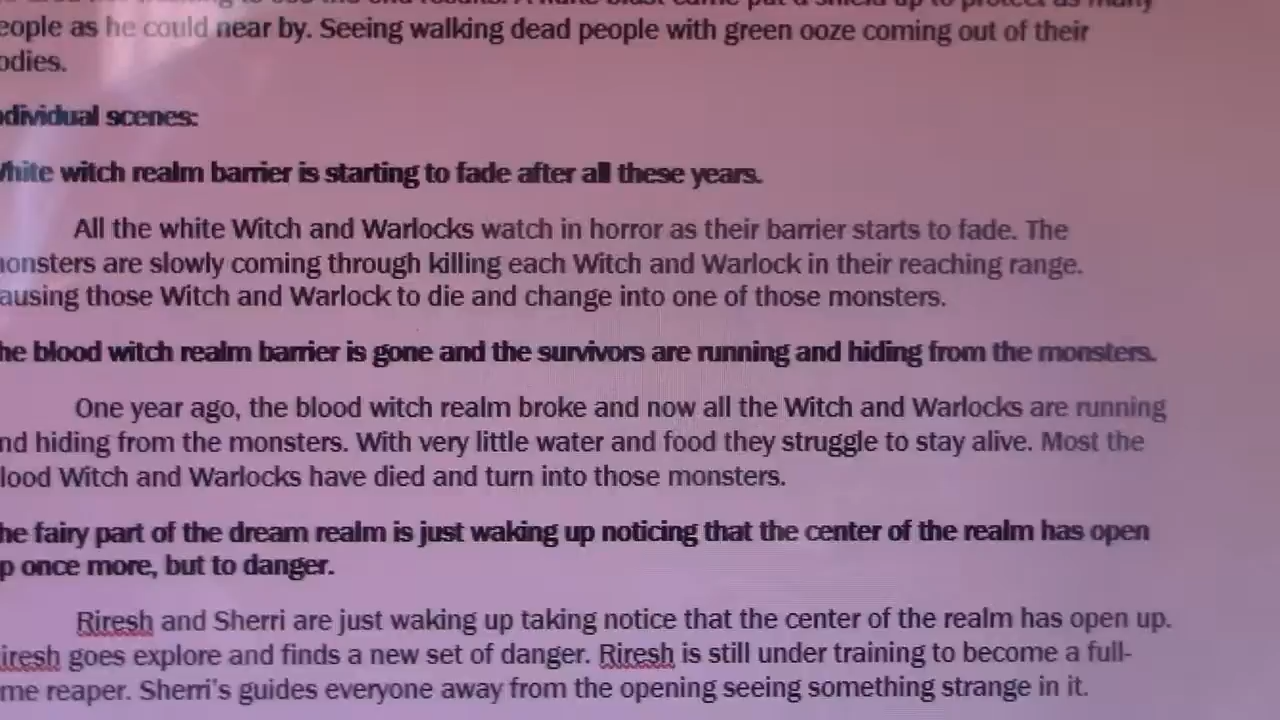 people as he could near by. Seeing walking dead people with green ooze coming out of their
odies.
dividual scenes:
White witch realm barrier is starting to fade after all these years.
All the white Witch and Warlocks watch in horror as their barrier starts to fade. The
onsters are slowly coming through killing each Witch and Warlock in their reaching range.
ausing those Witch and Warlock to die and change into one of those monsters.
he blood witch realm barrier is gone and the survivors are running and hiding from the monsters.
One year ago, the blood witch realm broke and now all the Witch and Warlocks are running
nd hiding from the monsters. With very little water and food they struggle to stay alive. Most the
lood Witch and Warlocks have died and turn into those monsters.
he fairy part of the dream realm is just waking up noticing that the center of the realm has open
p once more, but to danger.
Riresh and Sherri are just waking up taking notice that the center of the realm has open up.
iresh goes explore and finds a new set of danger. Riresh is still under training to become a full-
me reaper. Sherri's guides everyone away from the opening seeing something strange in it.